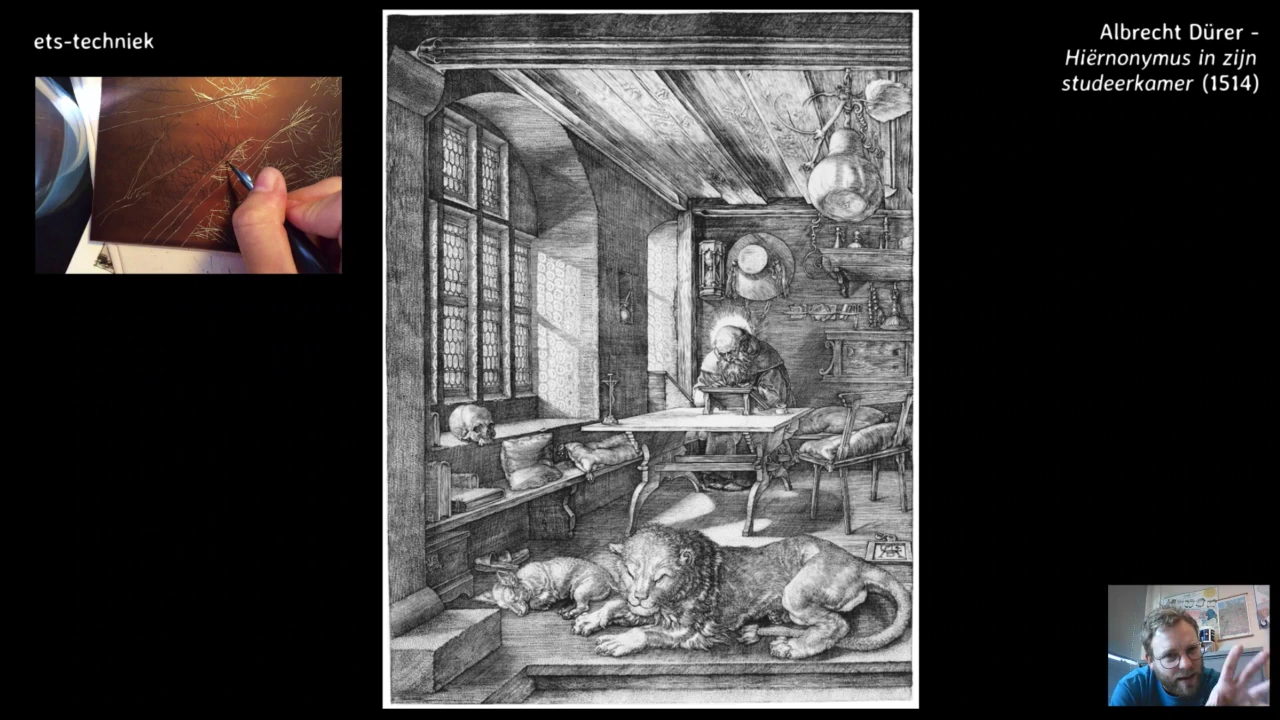 ets-techniek
Albrecht Dürer -
Hiërnonymus in zijn
studeerkamer (1514)